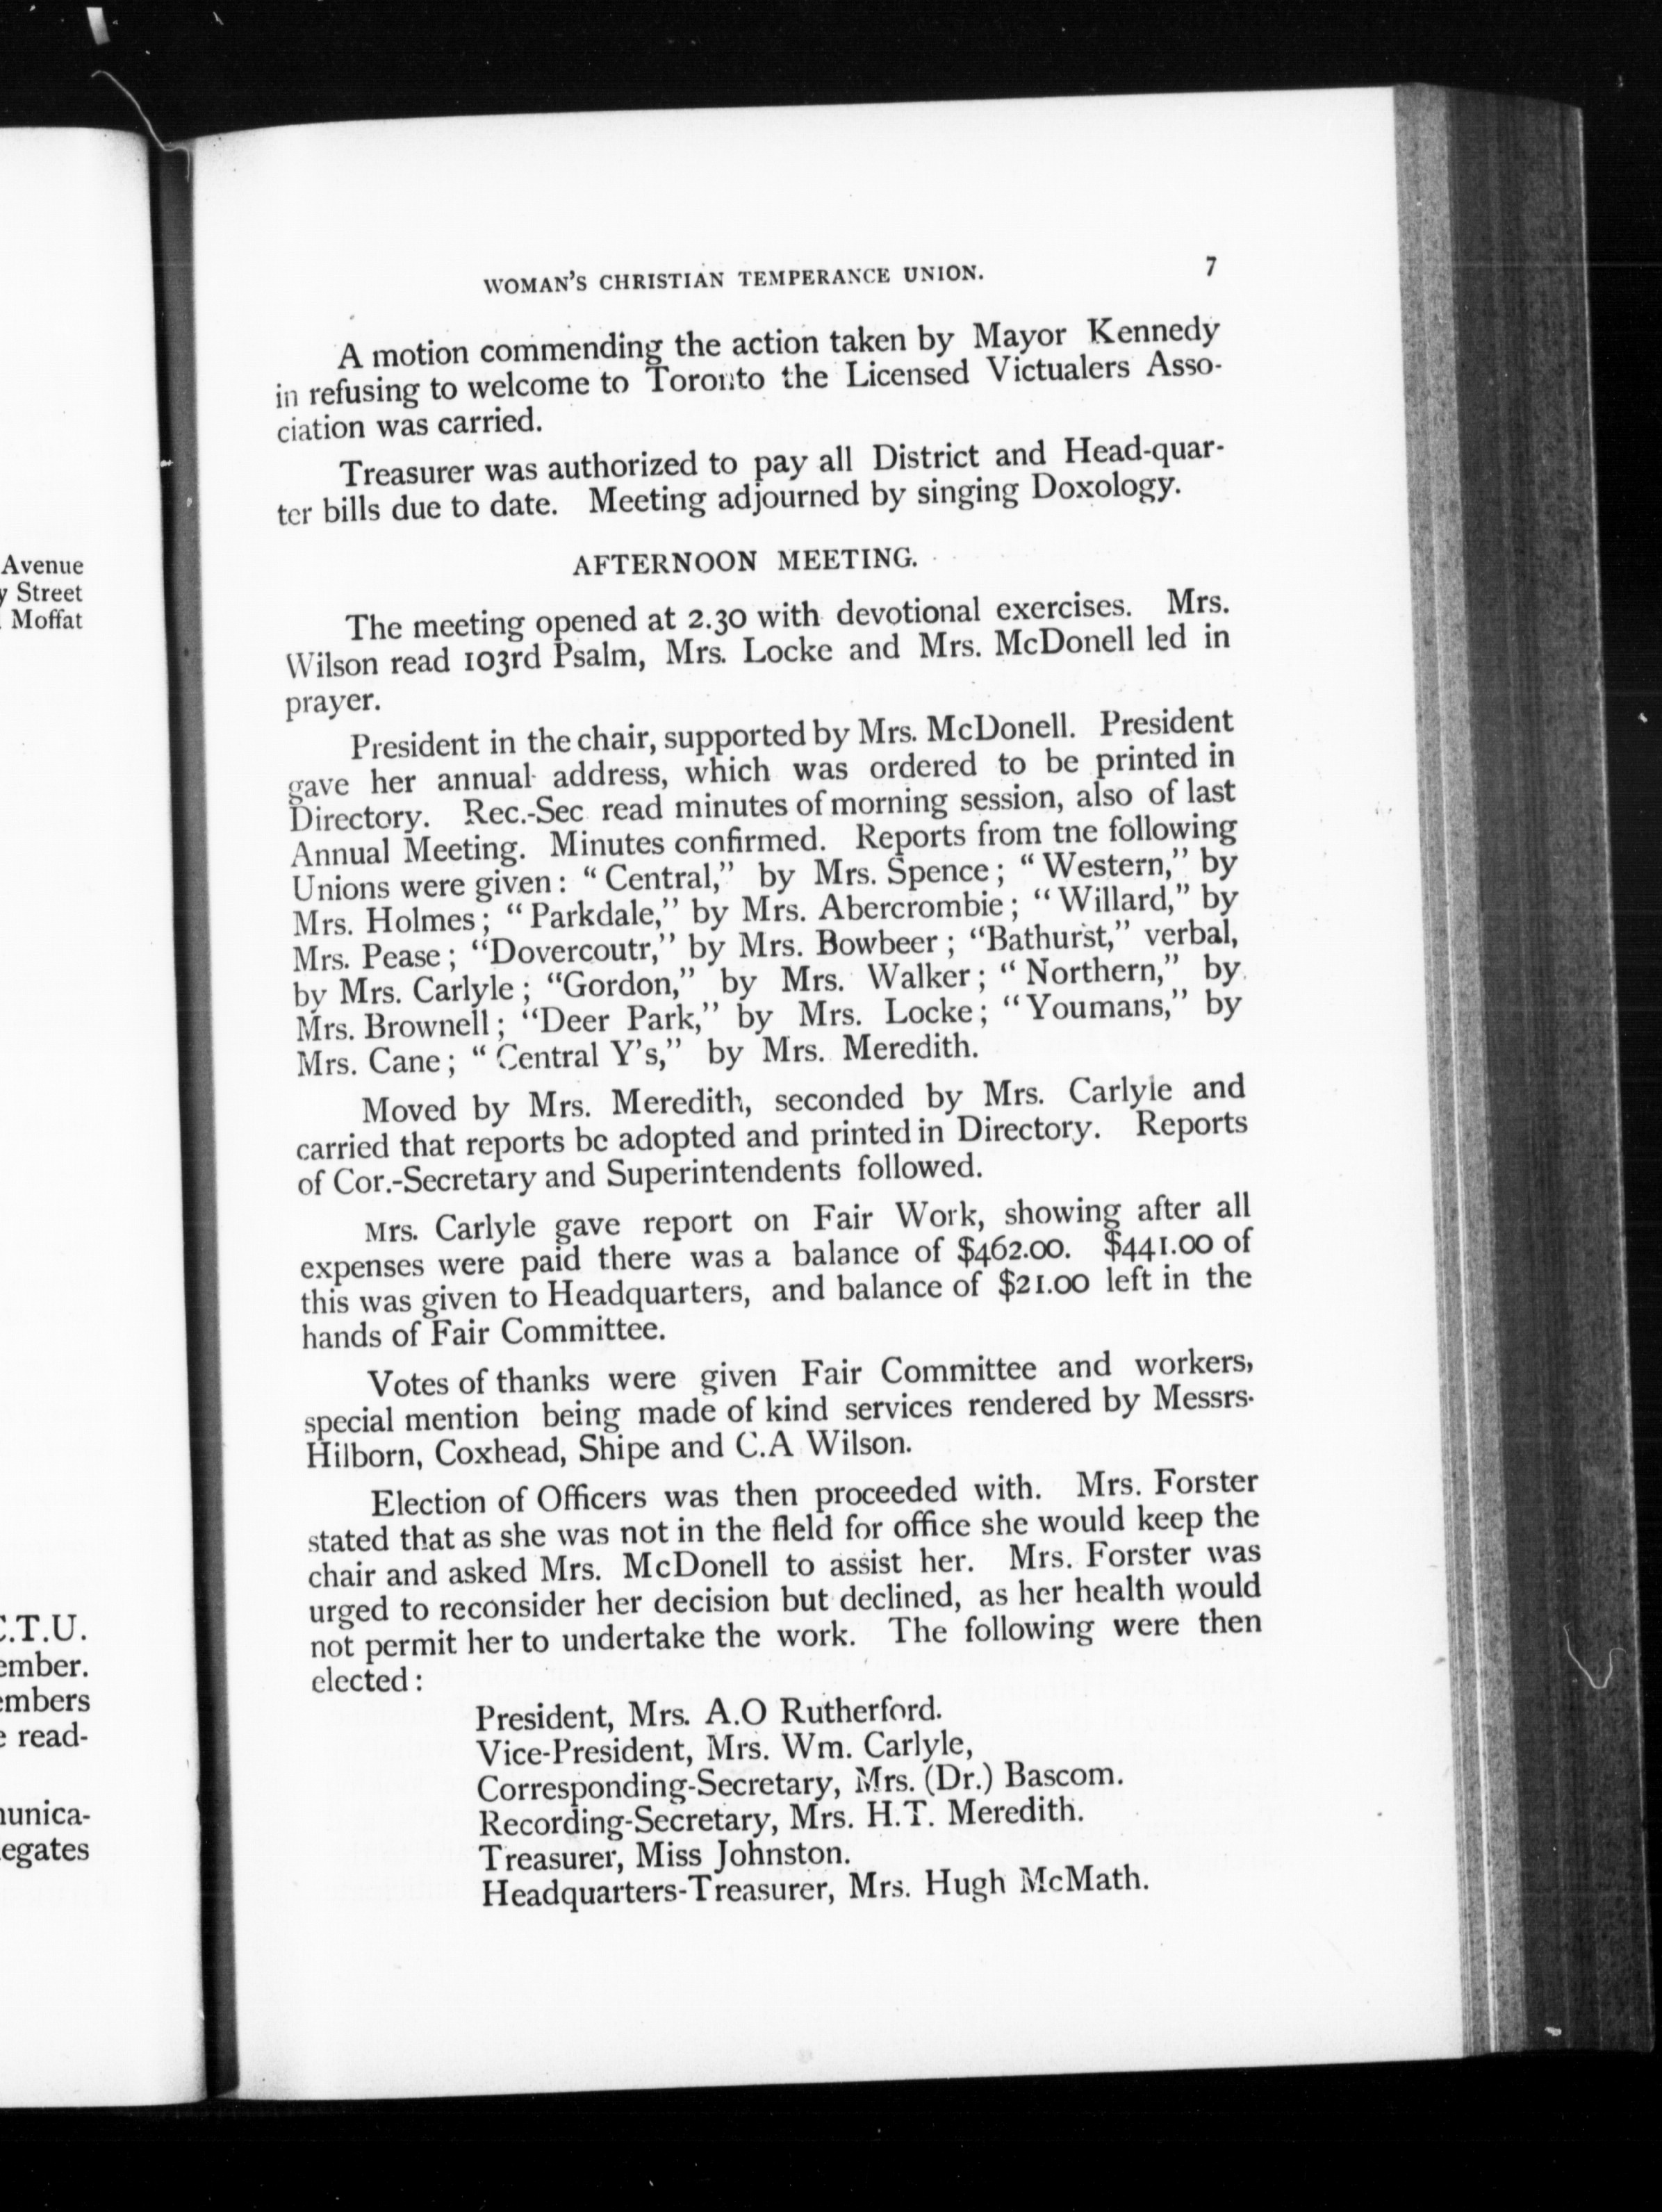 Avenue
Street
Moffat
C.T.U.
ember.
embers
read-
unica-
egates
WOMAN'S CHRISTIAN TEMPERANCE UNION. 7
A motion commending the action taken by Mayor Kennedy
in refusing to welcome to Toronto the Licensed Victualers Asso-
ciation was carried.
Treasurer was authorized to pay all District and Head-quar-
ter bills due to date. Meeting adjourned by singing Doxology.
AFTERNOON MEETING.
The meeting opened at 2.30 with devotional exercises. Mrs.
Wilson read 103rd Psalm, Mrs. Locke and Mrs. McDonell led in
prayer.
President in the chair, supported by Mrs. McDonell. President
gave her annual address, which was ordered to be printed in
Directory. Rec.-Sec read minutes of morning session, also of last
Annual Meeting. Minutes confirmed. Reports from tne following
Unions were given: "Central," by Mrs. Spence; "Western," by
Mrs. Holmes; "Parkdale," by Mrs. Abercrombie; "Willard," by
Mrs. Pease; "Dovercoutr," by Mrs. Bowbeer; "Bathurst," verbal,
by Mrs. Carlyle; "Gordon," by Mrs. Walker; "Northern," by
Mrs. Brownell; "Deer Park," by Mrs. Locke; "Youmans," by
Mrs. Cane; "Central Y's," by Mrs. Meredith.
Moved by Mrs. Meredith, seconded by Mrs. Carlyle and
carried that reports be adopted and printed in Directory. Reports
of Cor.-Secretary and Superintendents followed.
Mrs. Carlyle gave report on Fair Work, showing after all
expenses were paid there was a balance of $462.00. $441.00 of
this was given to Headquarters, and balance of $21.00 left in the
hands of Fair Committee.
Votes of thanks were given Fair Committee and workers,
special mention being made of kind services rendered by Messrs.
Hilborn, Coxhead, Shipe and C.A Wilson.
Election of Officers was then proceeded with. Mrs. Forster
stated that as she was not in the field for office she would keep the
chair and asked Mrs. McDonell to assist her. Mrs. Forster was
urged to reconsider her decision but declined, as her health would
not permit her to undertake the work. The following were then
elected:
President, Mrs. A.O Rutherford.
Vice-President, Mrs. Wm. Carlyle,
Corresponding-Secretary, Mrs. (Dr.) Bascom.
Recording-Secretary, Mrs. H.T. Meredith.
Treasurer, Miss Johnston.
Headquarters-Treasurer, Mrs. Hugh McMath.